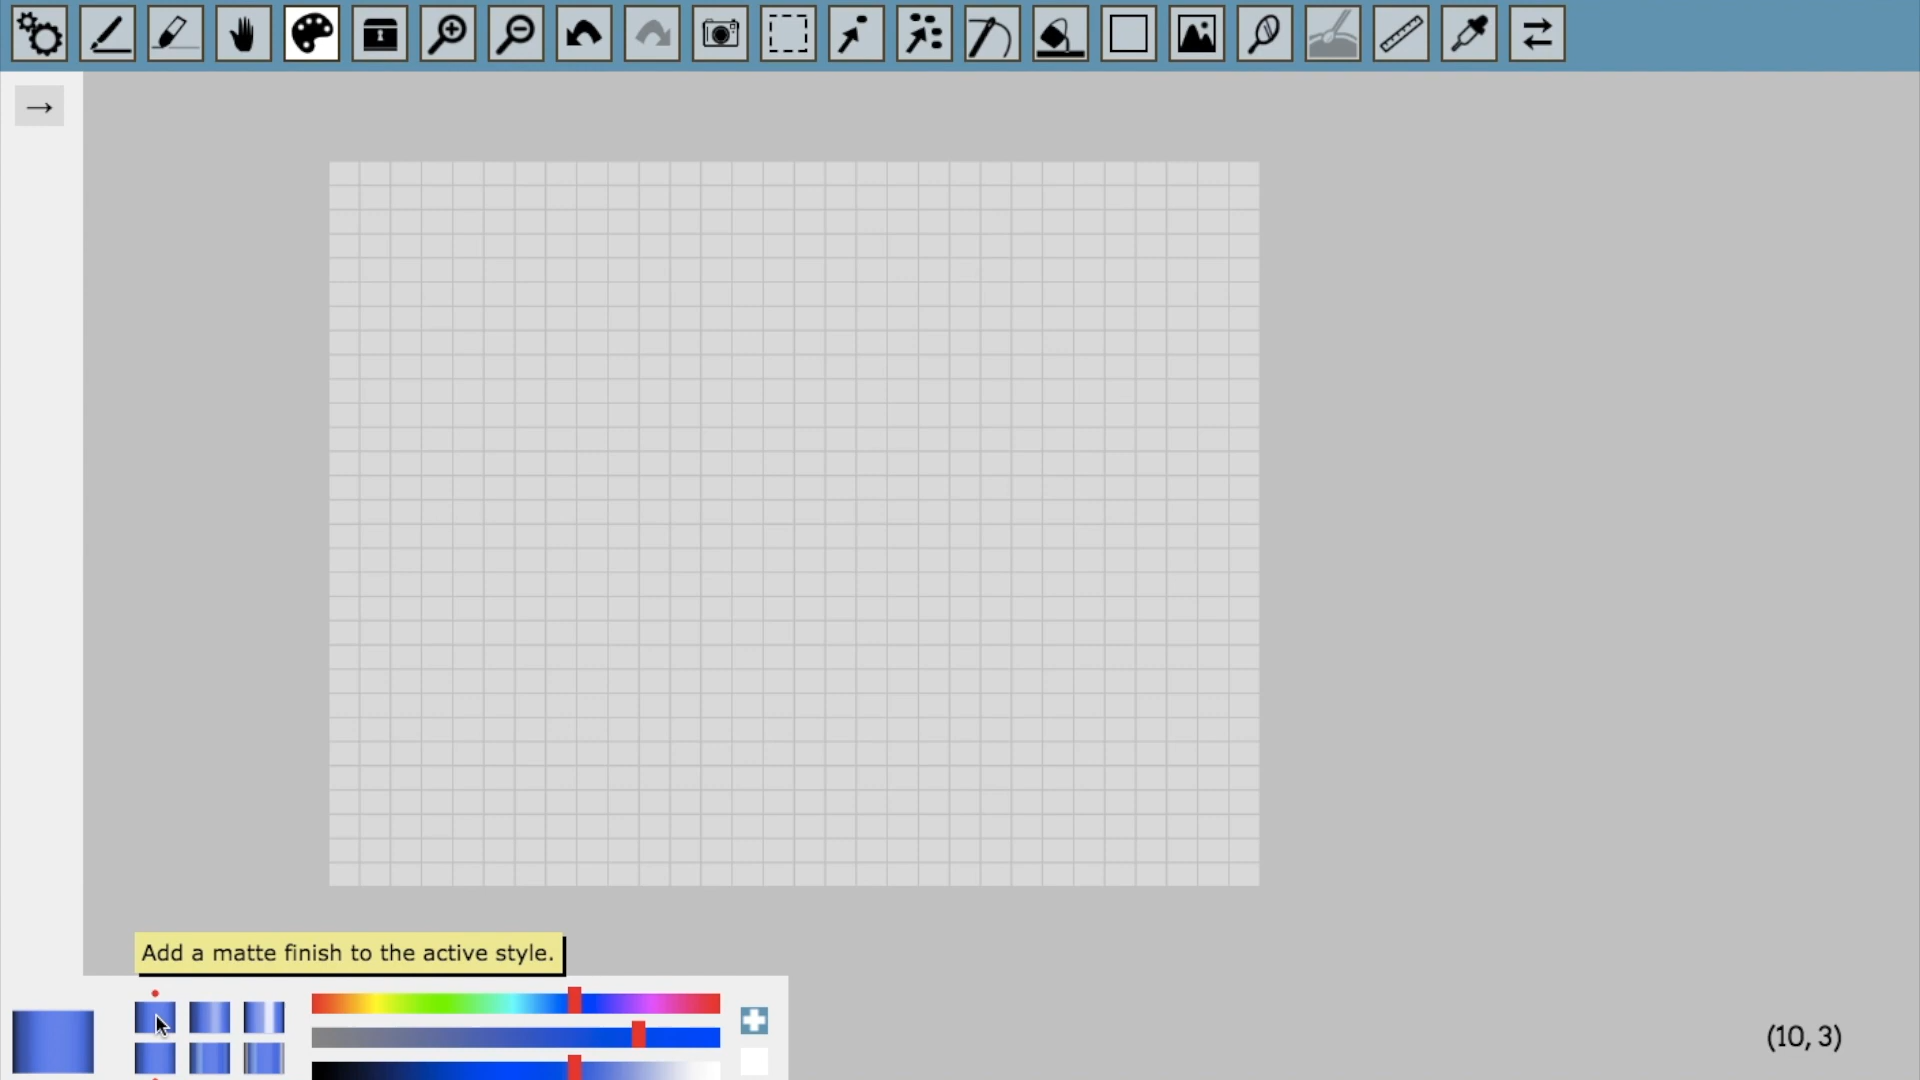 Add a matte finish to the active style.
(10, 3)